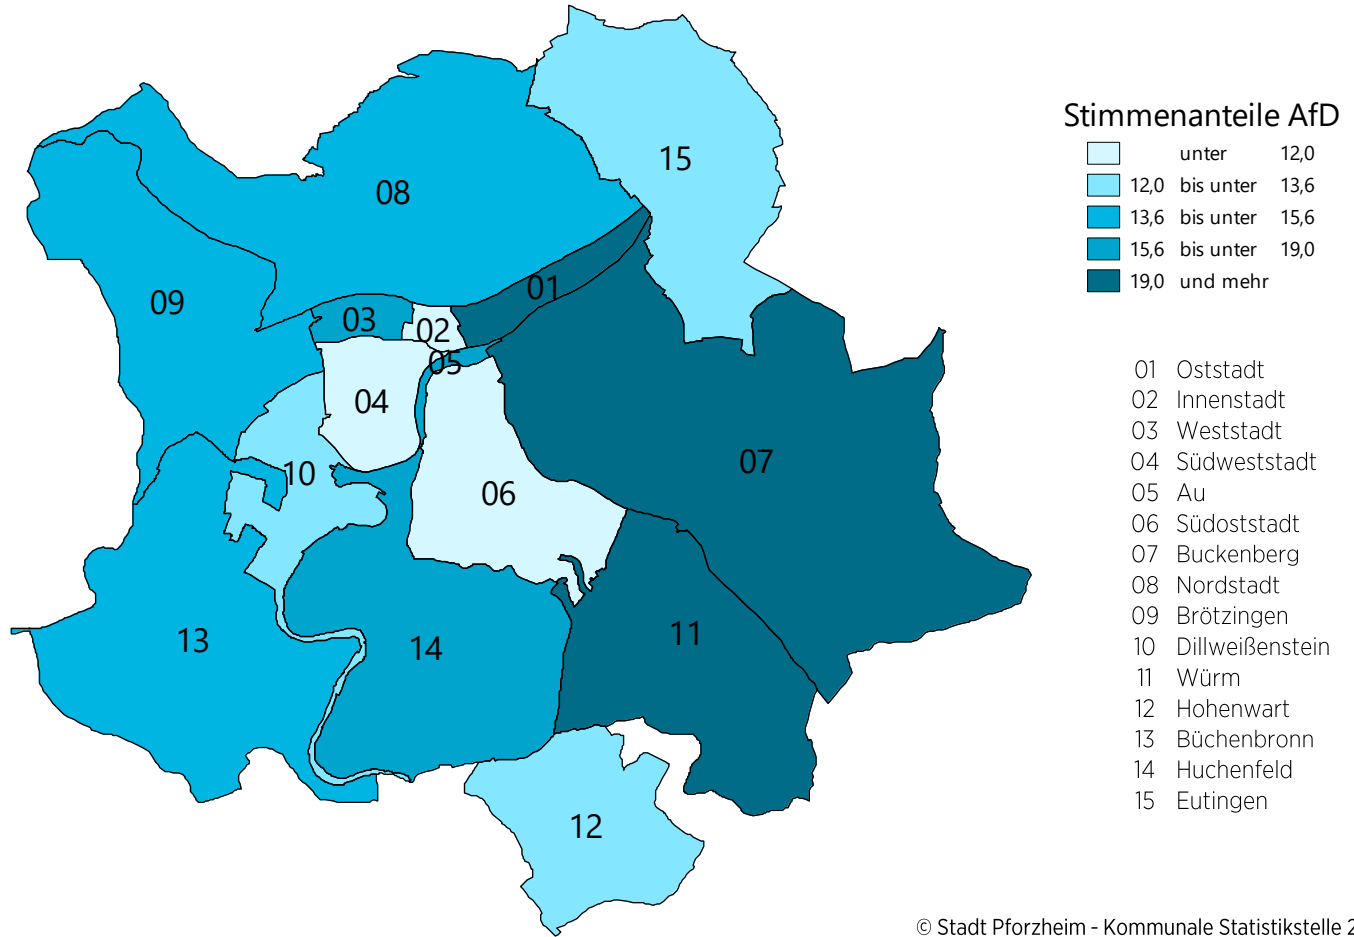 Stimmenanteile AfD
unter 12,0
12,0 bis unter 13,6
13,6 bis unter 15,6
15,6 bis unter 19,0
19,0 und mehr
15
08
01
09
03
02
05
04
07
10
06
11
13
14
12
01 Oststadt
02 Innenstadt
03 Weststadt
04 Südweststadt
05 Au
06 Südoststadt
07 Buckenberg
08 Nordstadt
09 Brötzingen
10 Dillweißenstein
11 Würm
12 Hohenwart
13 Büchenbronn
14 Huchenfeld
15 Eutingen
© Stadt Pforzheim - Kommunale Statistikstelle 2